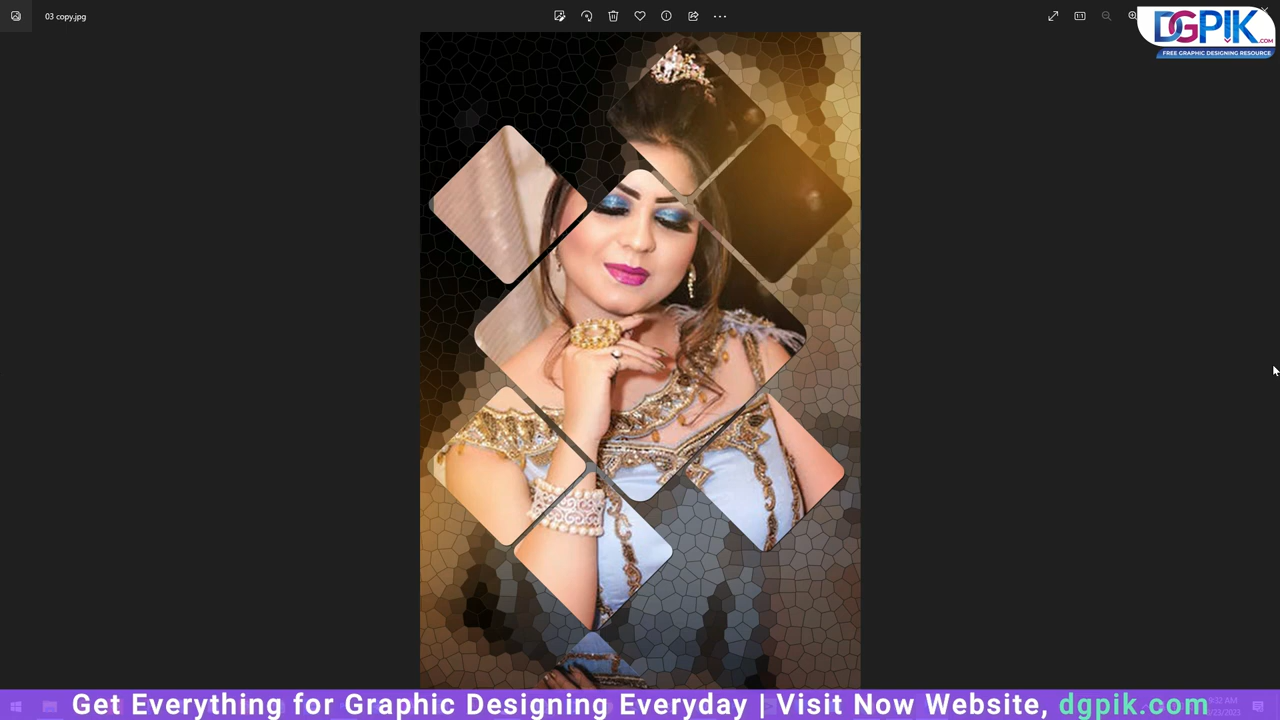 03 copy.jpg
DGPIK.COM
FREE GRAPHIC DESIGNING RESOURCE
Get Everything for Graphic Designing Everyday | Visit Now Website, dgpik.com